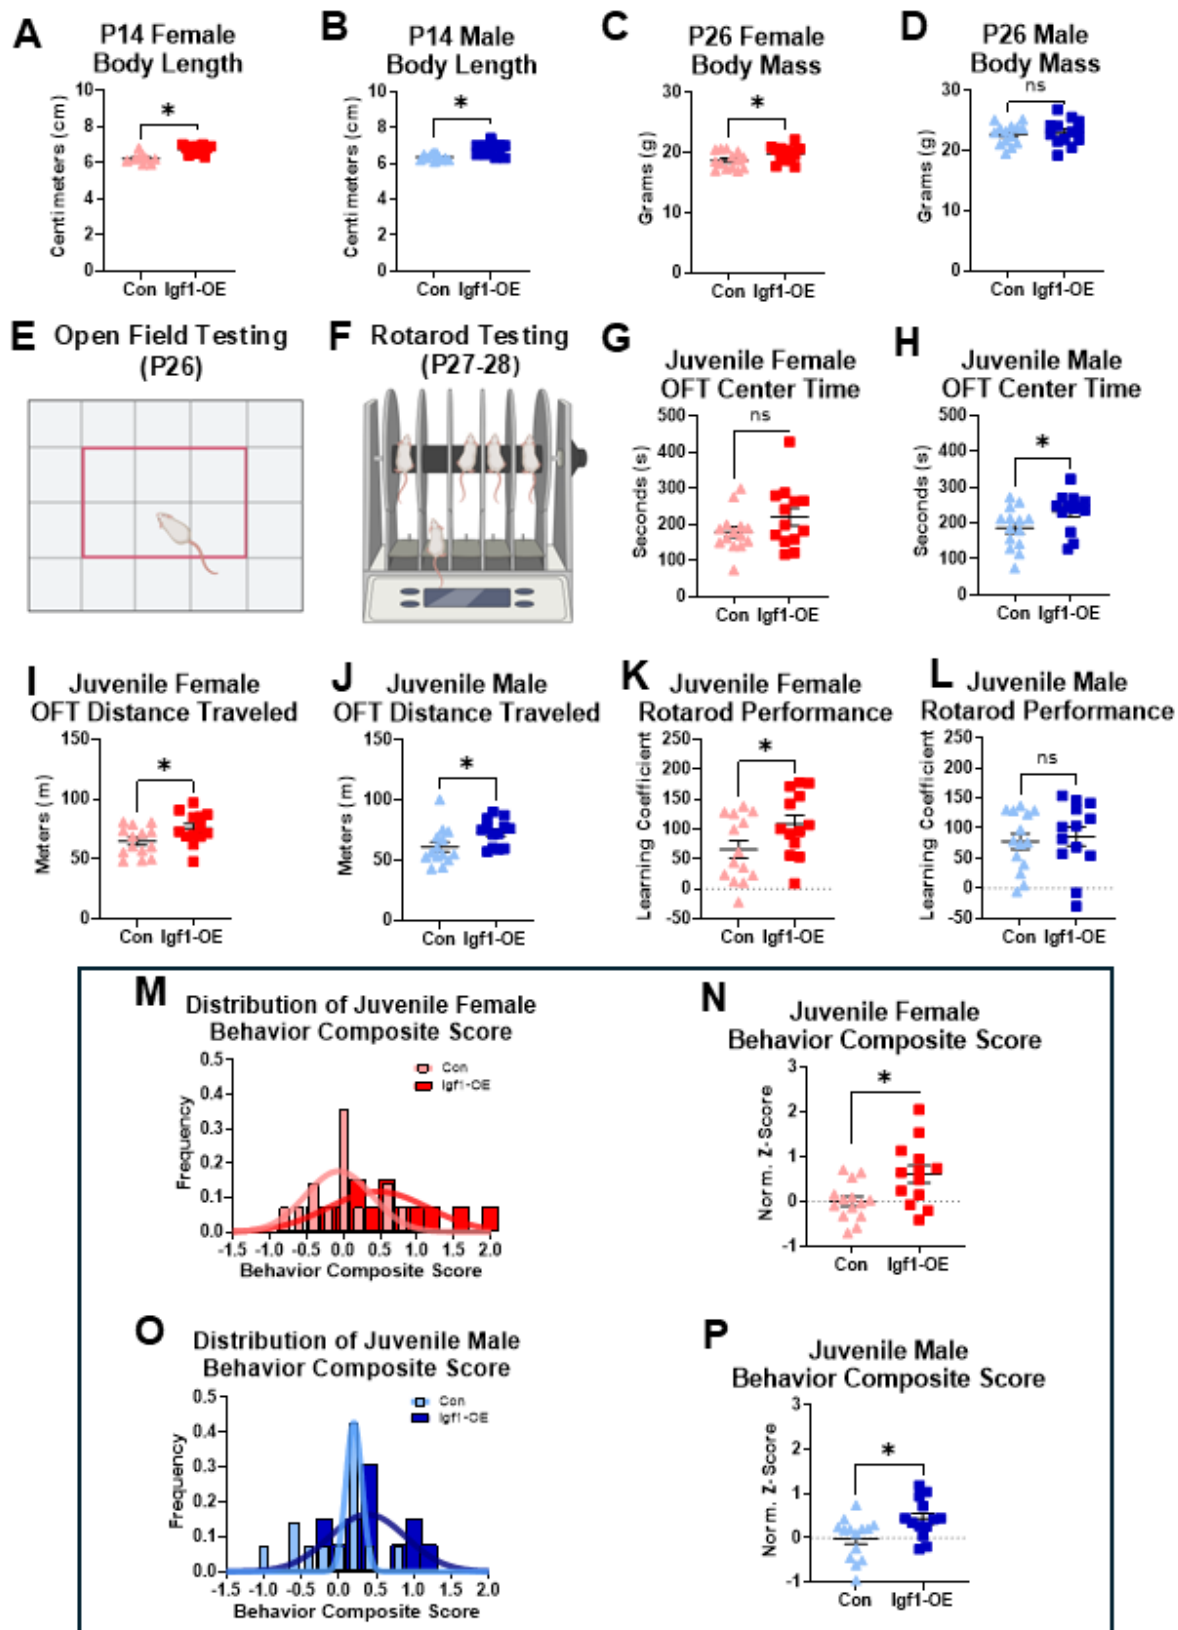 A
P14 Female
Body Length
*
Centimeters (cm)
10
8
6
4
2
0
Con Igf1-OE
B
P14 Male
Body Length
*
Centimeters (cm)
10
8
6
4
2
0
Con Igf1-OE
C
P26 Female
Body Mass
*
Grams (g)
30
20
10
0
Con Igf1-OE
D
P26 Male
Body Mass
ns
Grams (g)
30
20
10
0
Con Igf1-OE
E
Open Field Testing
(P26)
F
Rotarod Testing
(P27-28)
G
Juvenile Female
OFT Center Time
ns
Seconds (s)
500
400
300
200
100
0
Con Igf1-OE
H
Juvenile Male
OFT Center Time
*
Seconds (s)
500
400
300
200
100
0
Con Igf1-OE
I
Juvenile Female
OFT Distance Traveled
*
Meters (m)
150
100
50
0
Con Igf1-OE
J
Juvenile Male
OFT Distance Traveled
*
Meters (m)
150
100
50
0
Con Igf1-OE
K
Juvenile Female
Rotarod Performance
*
Learning Coefficient
250
200
150
100
50
0
-50
Con Igf1-OE
L
Juvenile Male
Rotarod Performance
ns
Learning Coefficient
250
200
150
100
50
0
-50
Con Igf1-OE
M
Distribution of Juvenile Female
Behavior Composite Score
Con
Igf1-OE
Frequency
0.5
0.4
0.3
0.2
0.1
0.0
-1.5 -1.0 -0.5 0.0 0.5 1.0 1.5 2.0
Behavior Composite Score
N
Juvenile Female
Behavior Composite Score
*
Norm. Z-Score
3
2
1
0
-1
Con Igf1-OE
O
Distribution of Juvenile Male
Behavior Composite Score
Con
Igf1-OE
Frequency
0.5
0.4
0.3
0.2
0.1
0.0
-1.5 -1.0 -0.5 0.0 0.5 1.0 1.5 2.0
Behavior Composite Score
P
Juvenile Male
Behavior Composite Score
*
Norm. Z-Score
3
2
1
0
-1
Con Igf1-OE